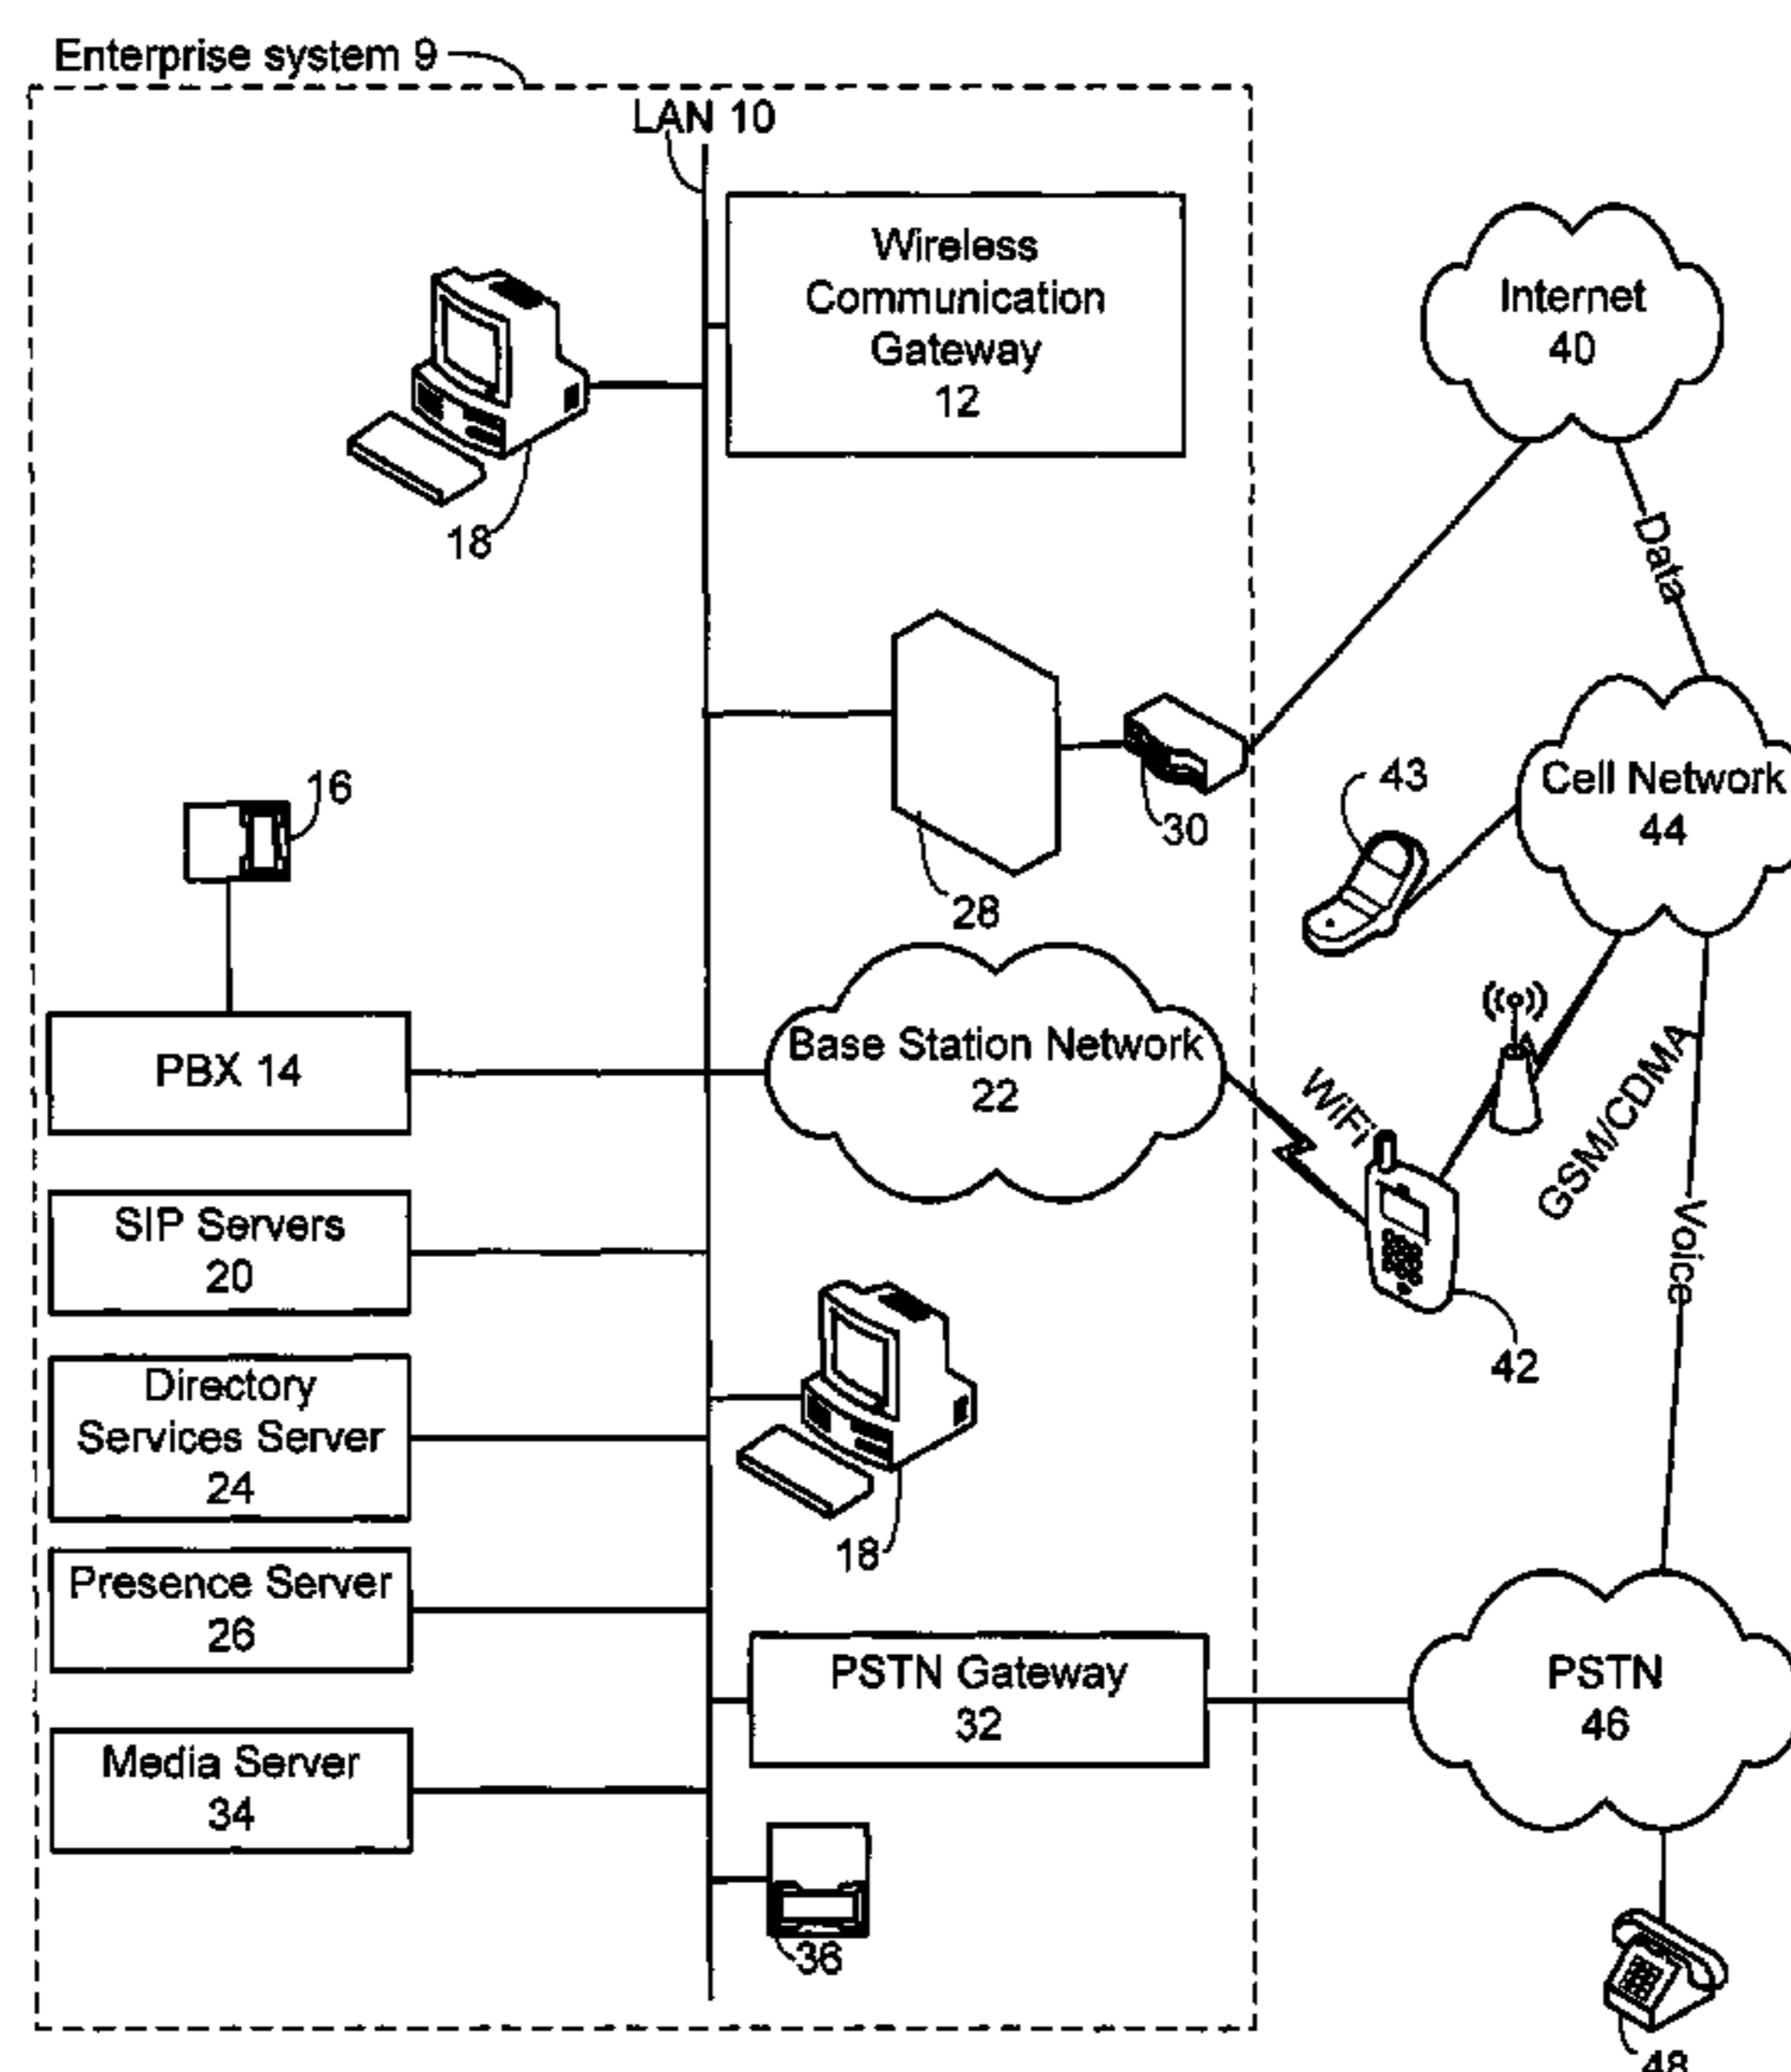 Enterprise system 9
LAN 10
Wireless
Communication
Gateway
12
18
Internet
40
Data
30
28
16
43
Cell Network
44
PBX 14
Base Station Network
22
WiFi
GSM/CDMA
Voice
42
SIP Servers
20
Directory
Services Server
24
18
Presence Server
26
PSTN Gateway
32
PSTN
46
Media Server
34
36
48